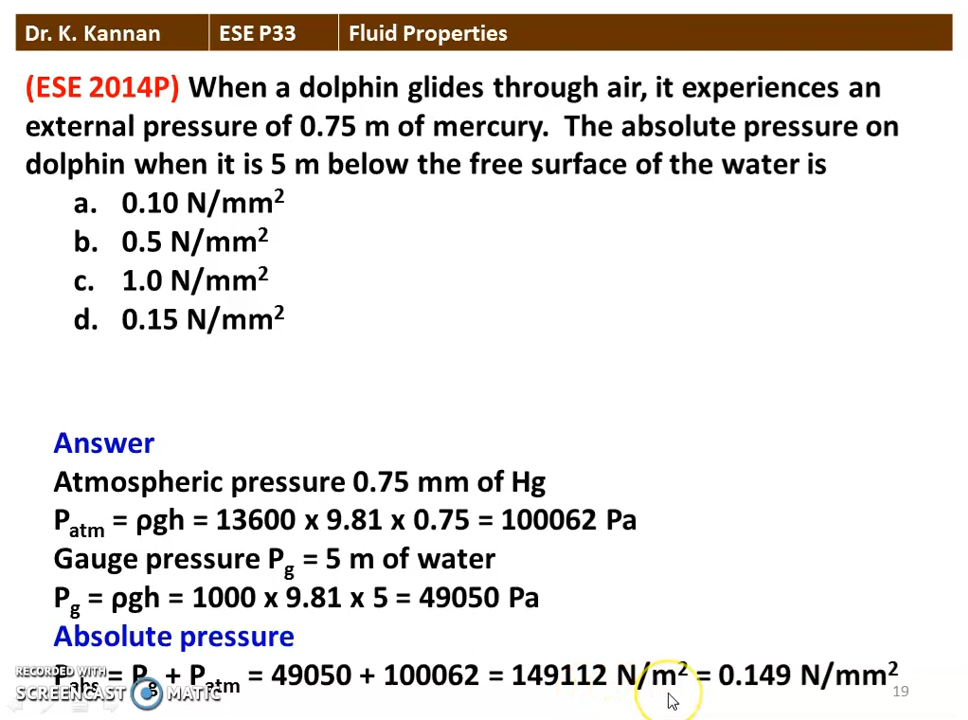 Dr. K. Kannan ESE P33 Fluid Properties
(ESE 2014P) When a dolphin glides through air, it experiences an
external pressure of 0.75 m of mercury. The absolute pressure on
dolphin when it is 5 m below the free surface of the water is
a. 0.10 N/mm²
b. 0.5 N/mm²
c. 1.0 N/mm²
d. 0.15 N/mm²
Answer
Atmospheric pressure 0.75 mm of Hg
Patm = ρgh = 13600 x 9.81 x 0.75 = 100062 Pa
Gauge pressure Pg = 5 m of water
Pg = ρgh = 1000 x 9.81 x 5 = 49050 Pa
Absolute pressure
Pabs = Pg + Patm = 49050 + 100062 = 149112 N/m² = 0.149 N/mm²
RECORDED WITH
SCREENCAST MATIC
19